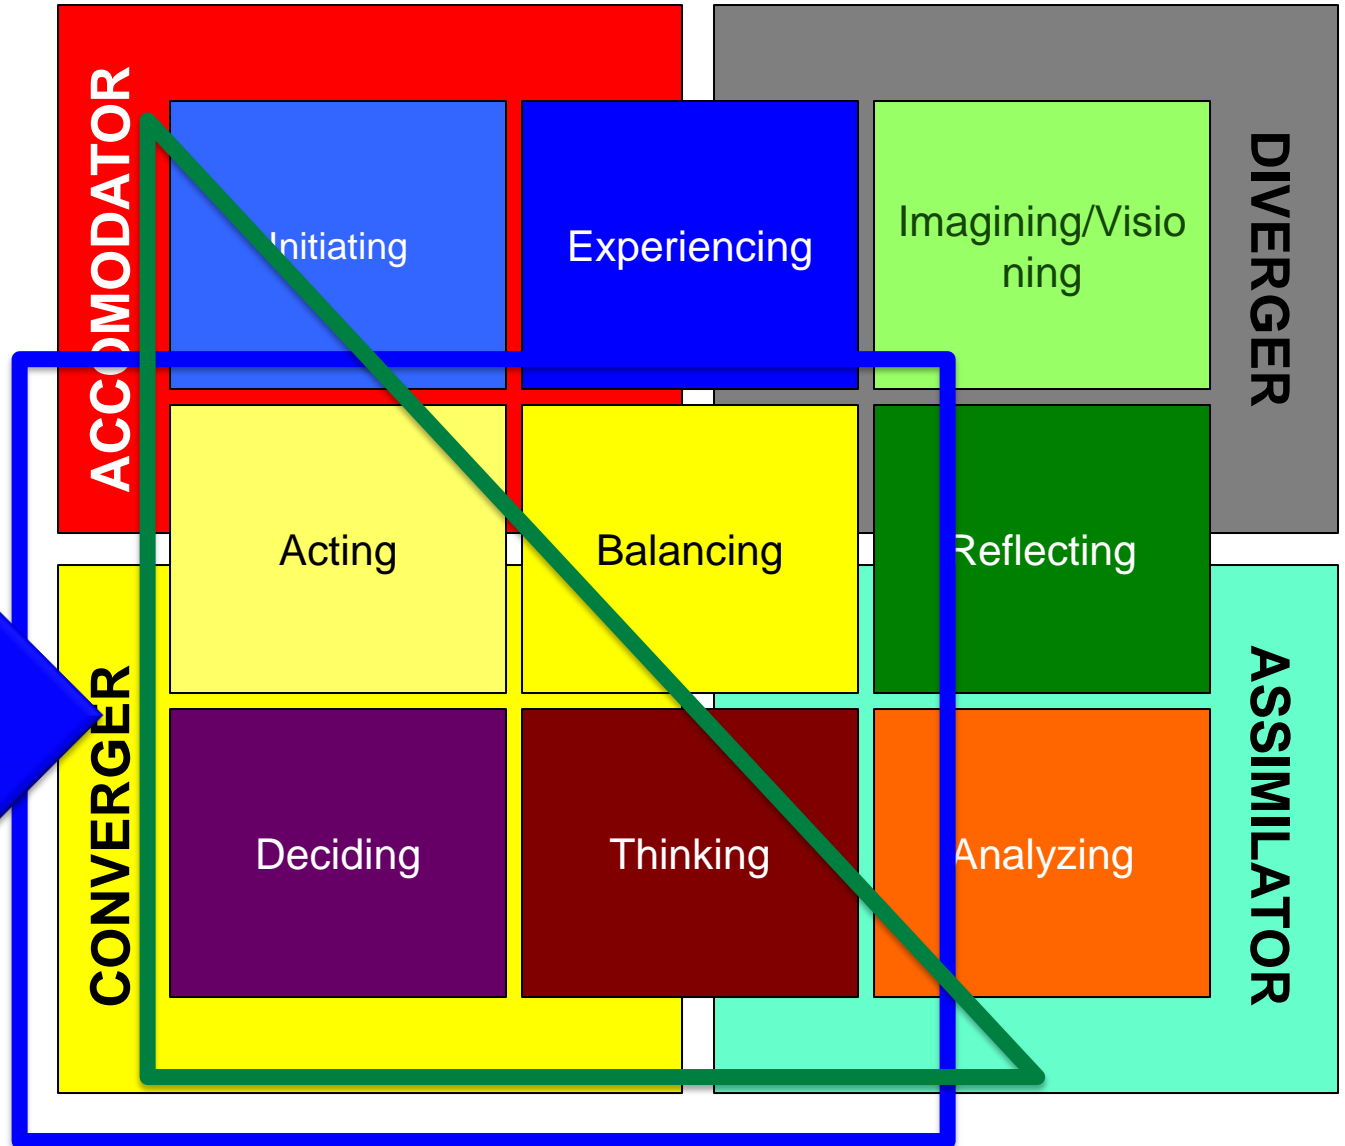 ACCOMODATOR
DIVERGER
Initiating
Experiencing
Imagining/Visio
ning
Acting
Balancing
Reflecting
CONVERGER
ASSIMILATOR
Deciding
Thinking
Analyzing